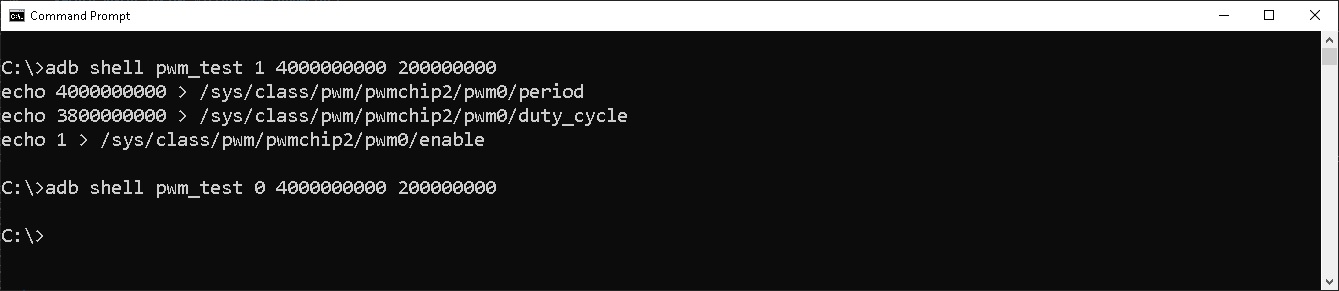 Command Prompt
C:\>adb shell pwm_test 1 4000000000 200000000
echo 4000000000 > /sys/class/pwm/pwmchip2/pwm0/period
echo 3800000000 > /sys/class/pwm/pwmchip2/pwm0/duty_cycle
echo 1 > /sys/class/pwm/pwmchip2/pwm0/enable
C:\>adb shell pwm_test 0 4000000000 200000000
C:\>